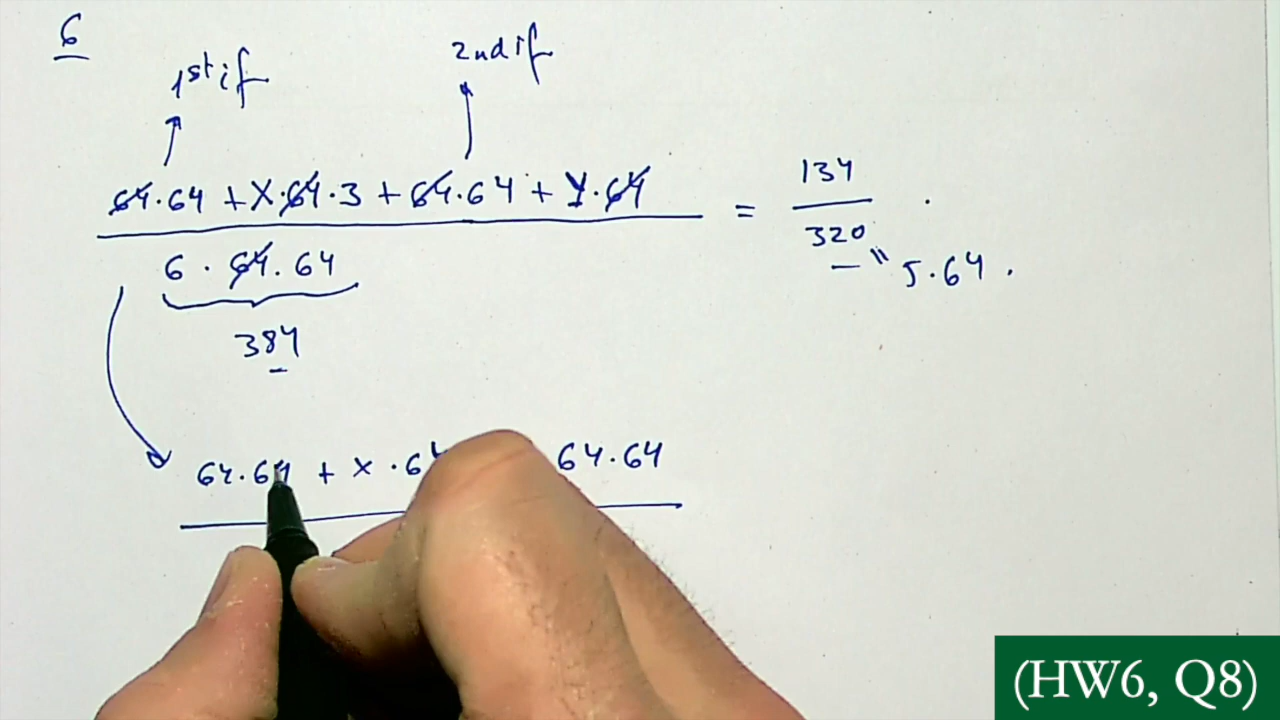 6
1st if
2nd if
64.64 + X.64.3 + 64.64 + Y.64
6 . 64. 64
384
= 134
320
" 5.64 .
64.64 + x .6 64.64
(HW6, Q8)